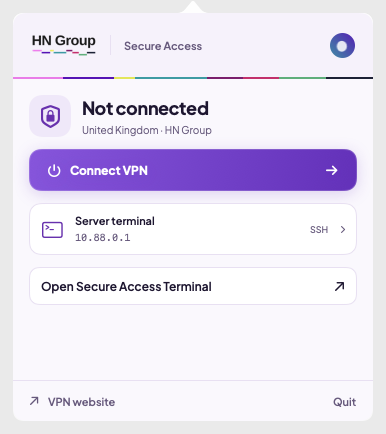 HN Group
Secure Access
Not connected
United Kingdom · HN Group
Connect VPN
Server terminal
10.88.0.1
SSH
Open Secure Access Terminal
VPN website
Quit